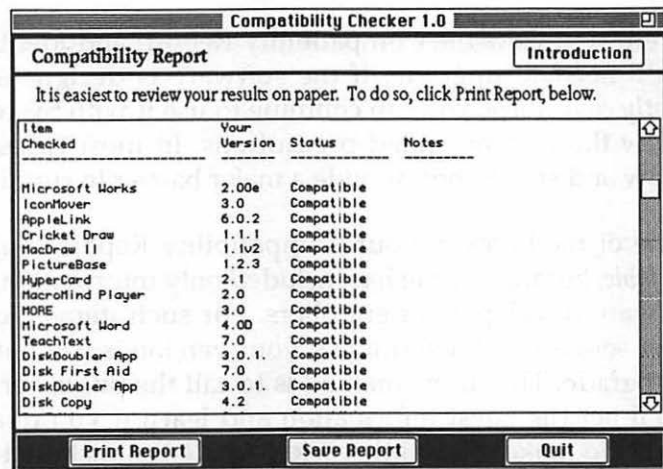 Compatibility Checker 1.0
Compatibility Report Introduction
It is easiest to review your results on paper. To do so, click Print Report, below.
Item Your
Checked Version Status Notes
Microsoft Works 2.00e Compatible
IconMover 3.0 Compatible
AppleLink 6.0.2 Compatible
Cricket Draw 1.1.1 Compatible
MacDraw II 1.1v2 Compatible
PictureBase 1.2.3 Compatible
HyperCard 2.1 Compatible
MacroMind Player 2.0 Compatible
MORE 3.0 Compatible
Microsoft Word 4.00 Compatible
TeachText 7.0 Compatible
DiskDoubler App 3.0.1. Compatible
Disk First Aid 7.0 Compatible
Compatible
Disk Copy 4.2 Compatible
Print Report Save Report Quit